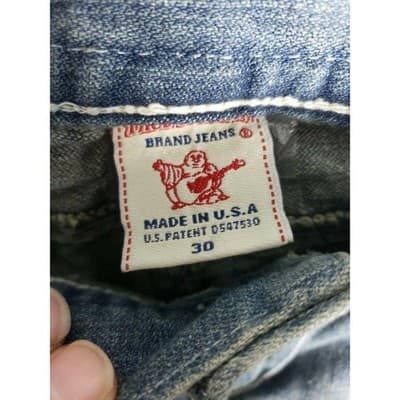 BRAND JEANS ®
MADE IN U.S.A
U.S. PATENT D547530
30